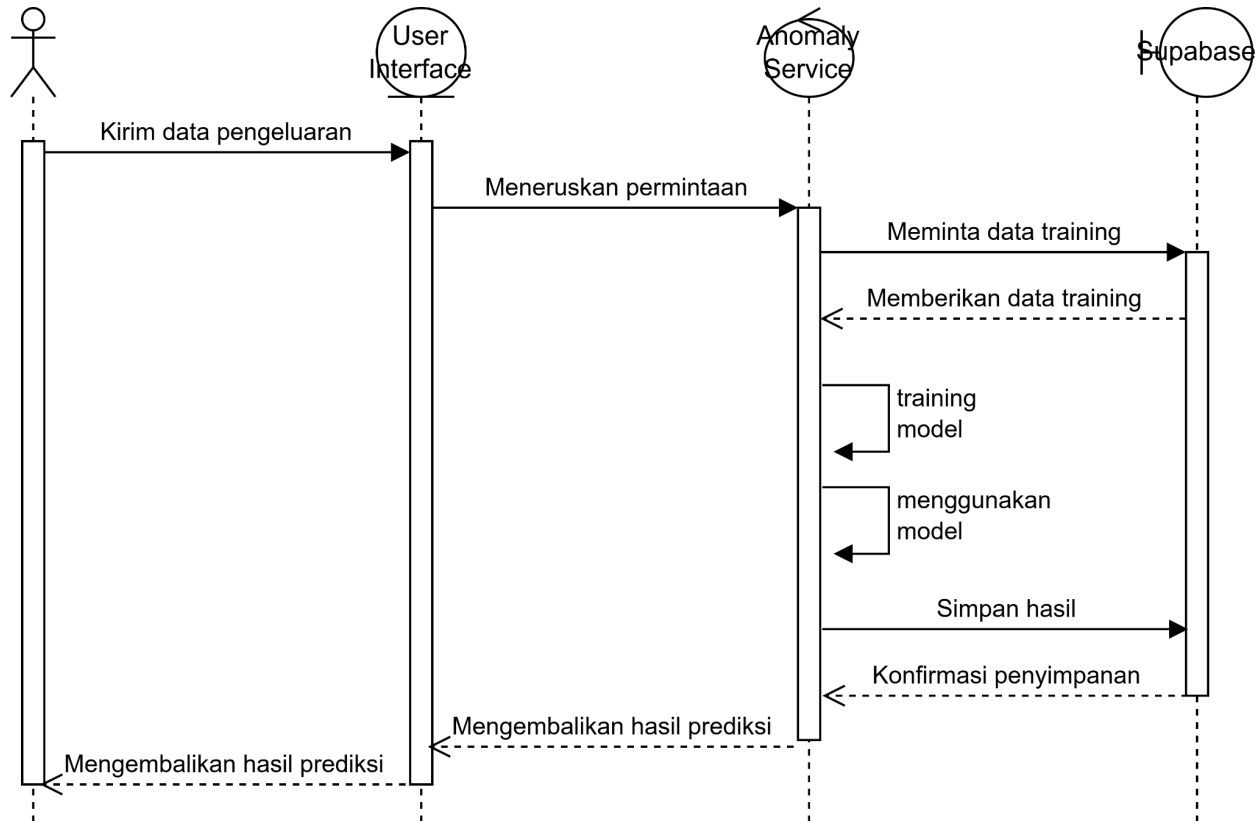 User
Interface
Anomaly
Service
Supabase
Kirim data pengeluaran
Meneruskan permintaan
Meminta data training
Memberikan data training
training
model
menggunakan
model
Simpan hasil
Konfirmasi penyimpanan
Mengembalikan hasil prediksi
Mengembalikan hasil prediksi